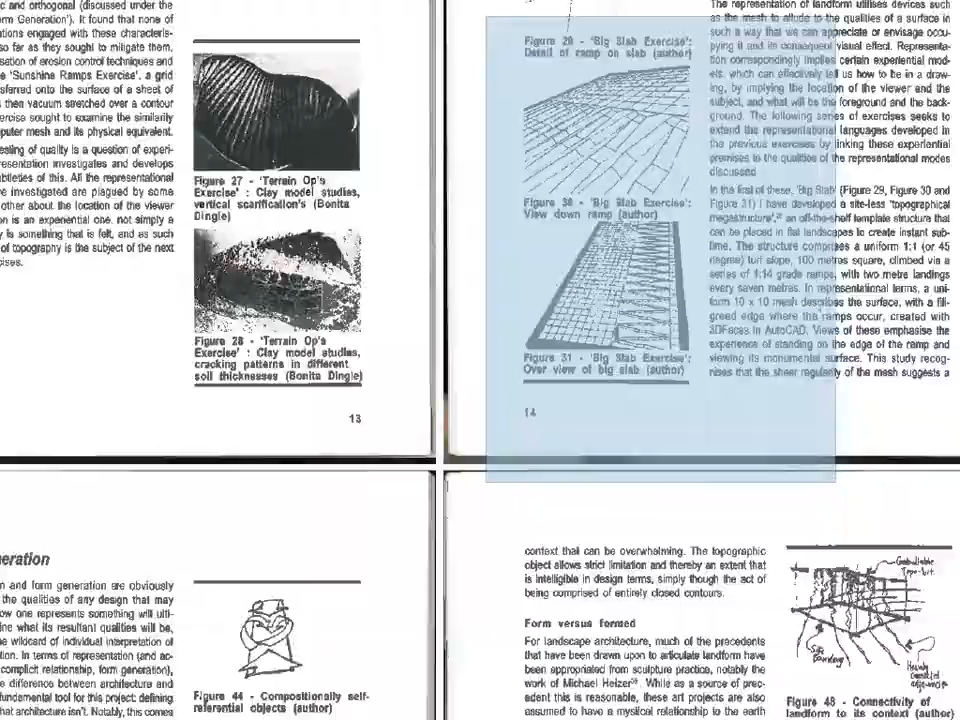 c and orthogonal (discussed under the
rm Generation'). It found that none of
tions engaged with these characteris-
so far as they sought to mitigate them,
sation of erosion control techniques and
e 'Sunshine Ramps Exercise', a grid
sferred onto the surface of a sheet of
s then vacuum stretched over a contour
ercise sought to examine the similarity
puter mesh and its physical equivalent.
easing of quality is a question of experi-
resentation investigates and develops
ubtleties of this. All the representational
ve investigated are plagued by some
other about the location of the viewer
on is an experiential one, not simply a
y is something that is felt, and as such
of topography is the subject of the next
cises.
Figure 27 - 'Terrain Op's
Exercise' : Clay model studies,
vertical scarification's (Bonita
Dingle)
Figure 28 - 'Terrain Op's
Exercise' : Clay model studies,
cracking patterns in different
soil thicknesses (Bonita Dingle)
13
Figure 29 - 'Big Slab Exercise':
Detail of ramp on slab (author)
Figure 30 - 'Big Slab Exercise':
View down ramp (author)
Figure 31 - 'Big Slab Exercise':
Over view of big slab (author)
14
The representation of landform utilises devices such
as the mesh to allude to the qualities of a surface in
such a way that we can appreciate or envisage occu-
pying it and its consequent visual effect. Representa-
tion correspondingly implies certain experiential mod-
els, which can effectively tell us how to be in a draw-
ing, by implying the location of the viewer and the
subject, and what will be the foreground and the back-
ground. The following series of exercises seeks to
extend the representational languages developed in
the previous exercises by linking these experiential
premises to the qualities of the representational modes
discussed.
In the first of these, 'Big Slab' (Figure 29, Figure 30 and
Figure 31) I have developed a site-less 'topographical
megastructure', an off-the-shelf template structure that
can be placed in flat landscapes to create instant sub-
lime. The structure comprises a uniform 1:1 (or 45
degree) turf slope, 100 metres square, climbed via a
series of 1:14 grade ramps, with two metre landings
every seven metres. In representational terms, a uni-
form 10 x 10 mesh describes the surface, with a fili-
greed edge where the ramps occur, created with
3DFaces in AutoCAD. Views of these emphasise the
experience of standing on the edge of the ramp and
viewing its monumental surface. This study recog-
nises that the sheer regularity of the mesh suggests a
neration
n and form generation are obviously
the qualities of any design that may
ow one represents something will ulti-
ine what its resultant qualities will be,
e wildcard of individual interpretation of
tion. In terms of representation (and ac-
complicit relationship, form generation),
e difference between architecture and
fundamental tool for this project: defining
hat architecture isn't. Notably, this comes
Figure 44 - Compositionally self-
referential objects (author)
context that can be overwhelming. The topographic
object allows strict limitation and thereby an extent that
is intelligible in design terms, simply though the act of
being comprised of entirely closed contours.
Form versus formed
For landscape architecture, much of the precedents
that have been drawn upon to articulate landform have
been appropriated from sculpture practice, notably the
work of Michael Heizer. While as a source of prec-
edent this is reasonable, these art projects are also
assumed to have a mystical relationship to the earth
Site
Figure 48 - Connectivity of
landform to its context (author)